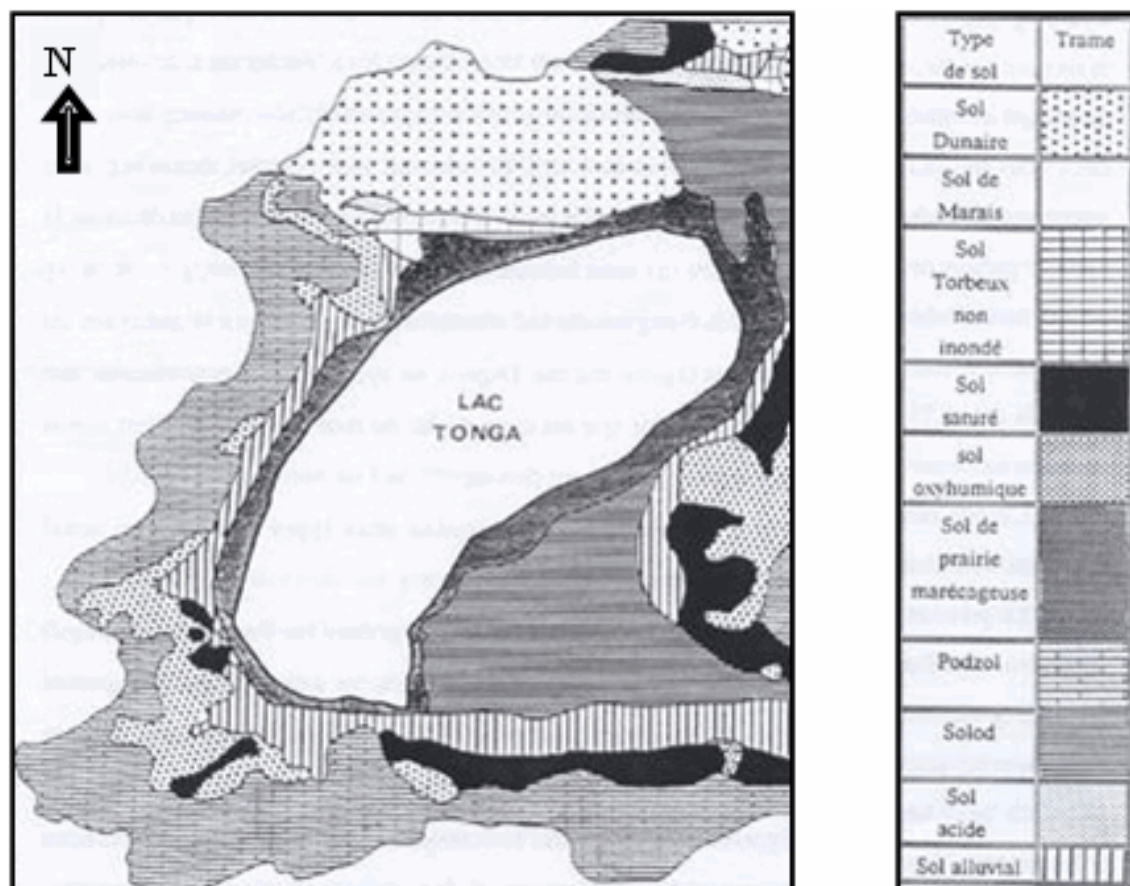 N
LAC
TONGA
Type
de sol
Trame
Sol
Dunaire
Sol de
Marais
Sol
Torbeux
non
inondé
Sol
saturé
sol
oxyhumique
Sol de
prairie
marécageuse
Podzol
Solod
Sol
acide
Sol alluvial